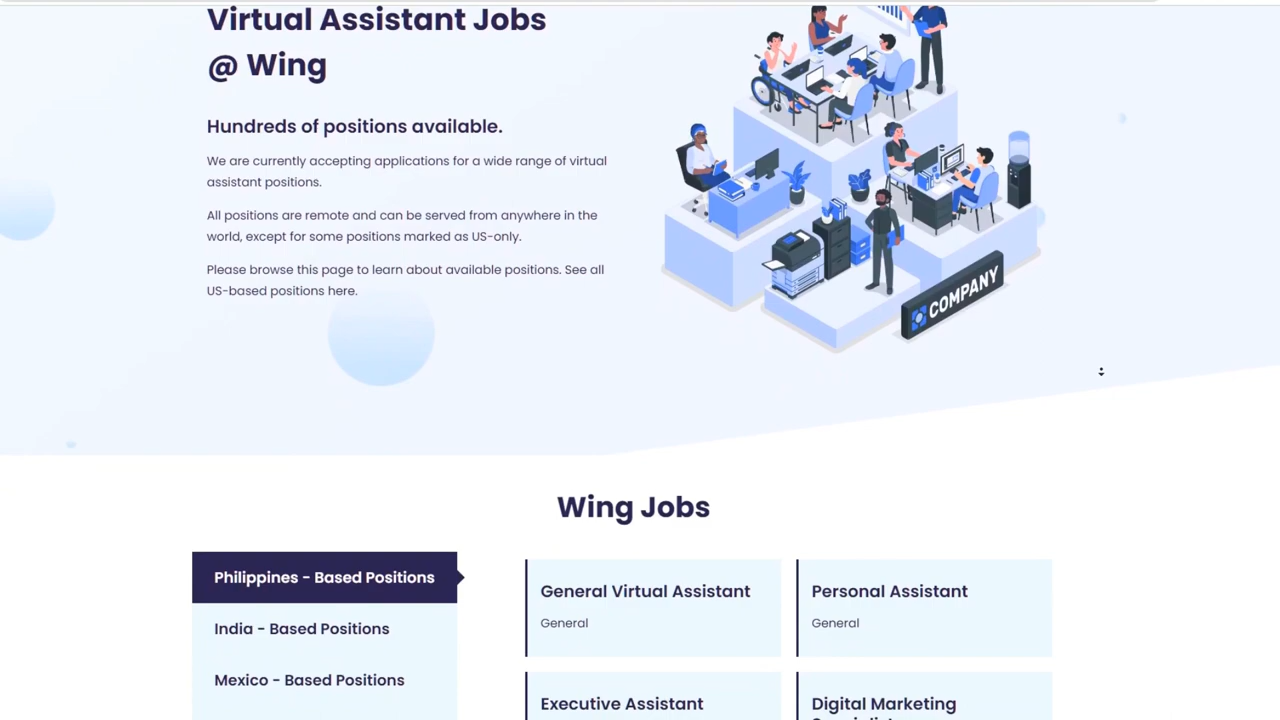 Virtual Assistant Jobs
@ Wing
Hundreds of positions available.
We are currently accepting applications for a wide range of virtual
assistant positions.
All positions are remote and can be served from anywhere in the
world, except for some positions marked as US-only.
Please browse this page to learn about available positions. See all
US-based positions here.
COMPANY
Wing Jobs
Philippines - Based Positions
India - Based Positions
Mexico - Based Positions
General Virtual Assistant
General
Personal Assistant
General
Executive Assistant
Digital Marketing